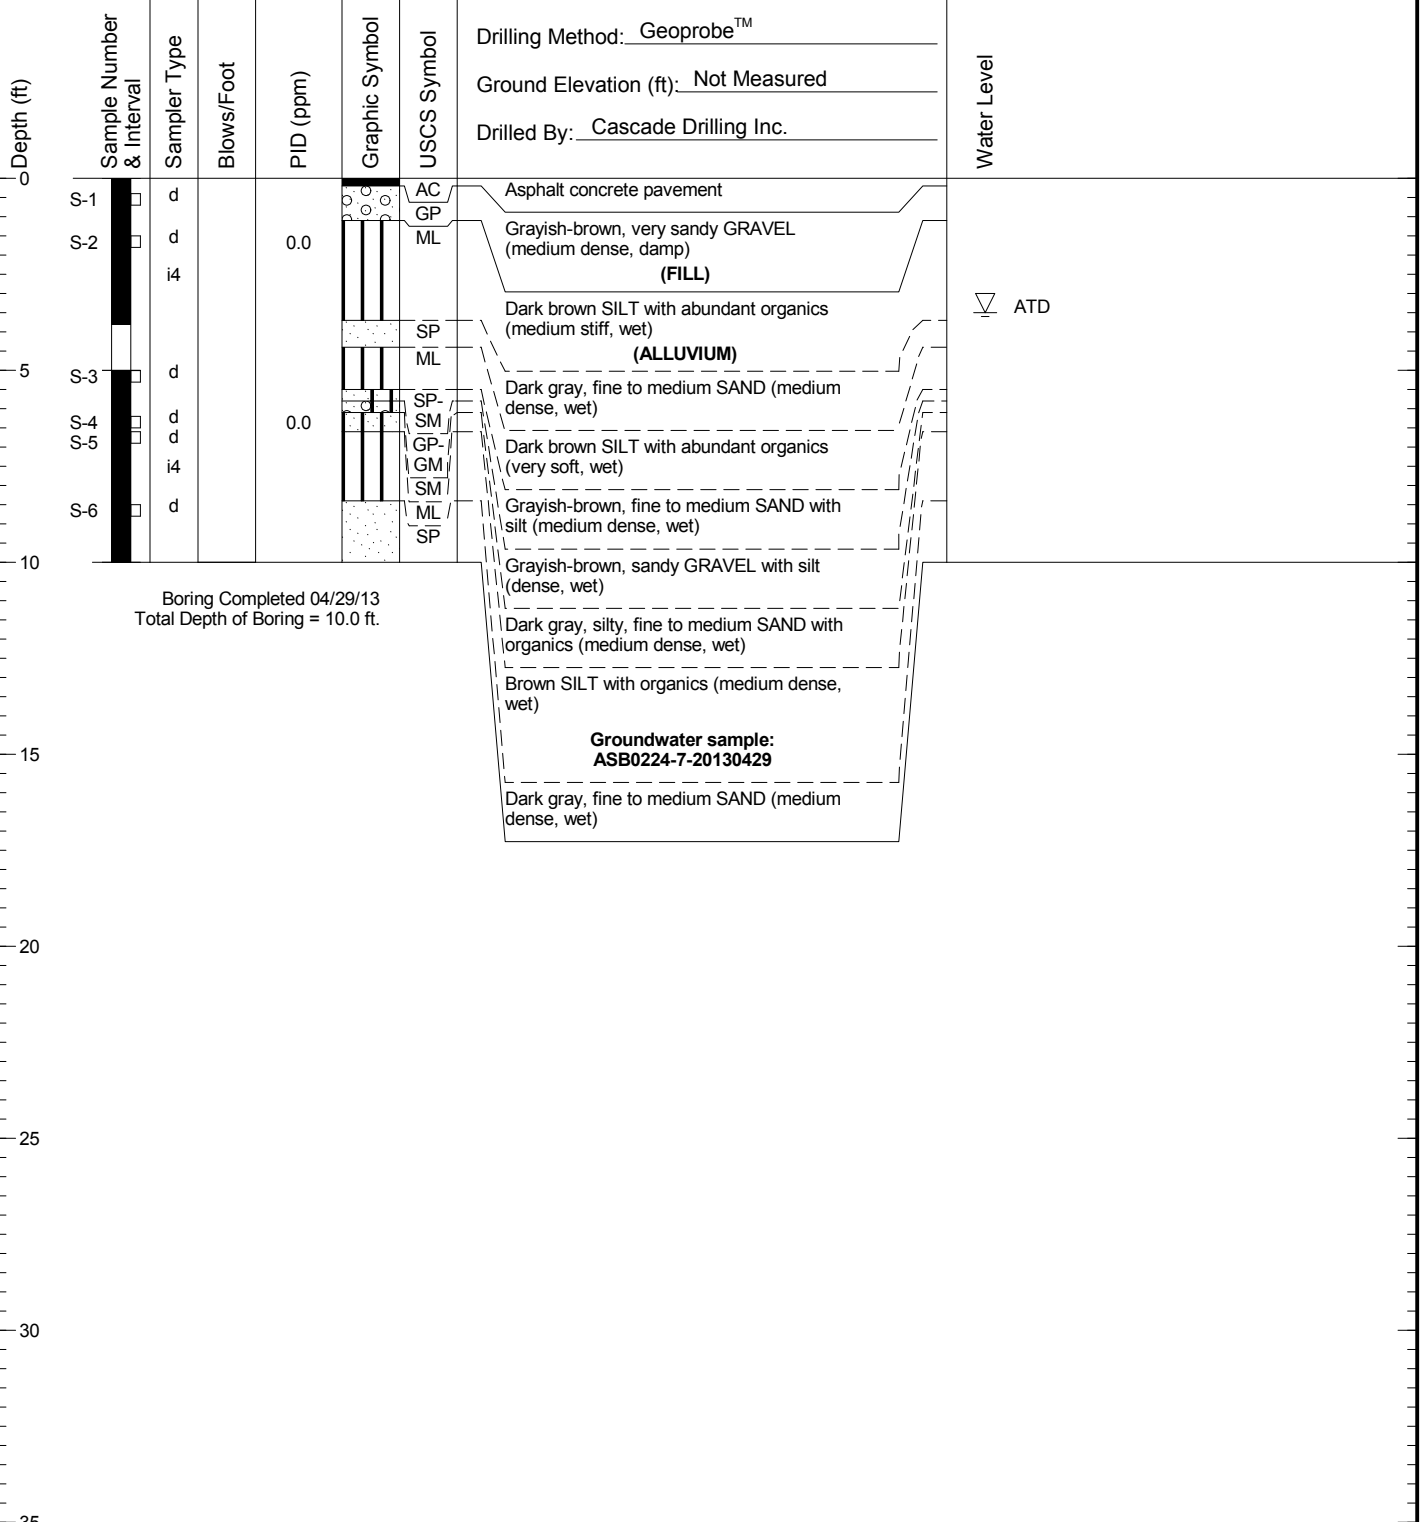 Depth (ft)
Sample Number
& Interval
Sampler Type
Blows/Foot
PID (ppm)
Graphic Symbol
USCS Symbol
Drilling Method: Geoprobe™
Ground Elevation (ft): Not Measured
Drilled By: Cascade Drilling Inc.
Water Level
0
S-1
d
AC
Asphalt concrete pavement
GP
Grayish-brown, very sandy GRAVEL
(medium dense, damp)
(FILL)
S-2
d
0.0
ML
i4
Dark brown SILT with abundant organics
(medium stiff, wet)
(ALLUVIUM)
ATD
SP
ML
5
S-3
d
Dark gray, fine to medium SAND (medium
dense, wet)
SP-
SM
S-4
d
0.0
S-5
d
GP-
GM
Dark brown SILT with abundant organics
(very soft, wet)
i4
SM
S-6
d
ML
Grayish-brown, fine to medium SAND with
silt (medium dense, wet)
SP
10
Grayish-brown, sandy GRAVEL with silt
(dense, wet)
Boring Completed 04/29/13
Total Depth of Boring = 10.0 ft.
Dark gray, silty, fine to medium SAND with
organics (medium dense, wet)
Brown SILT with organics (medium dense,
wet)
Groundwater sample:
ASB0224-7-20130429
15
Dark gray, fine to medium SAND (medium
dense, wet)
20
25
30
35